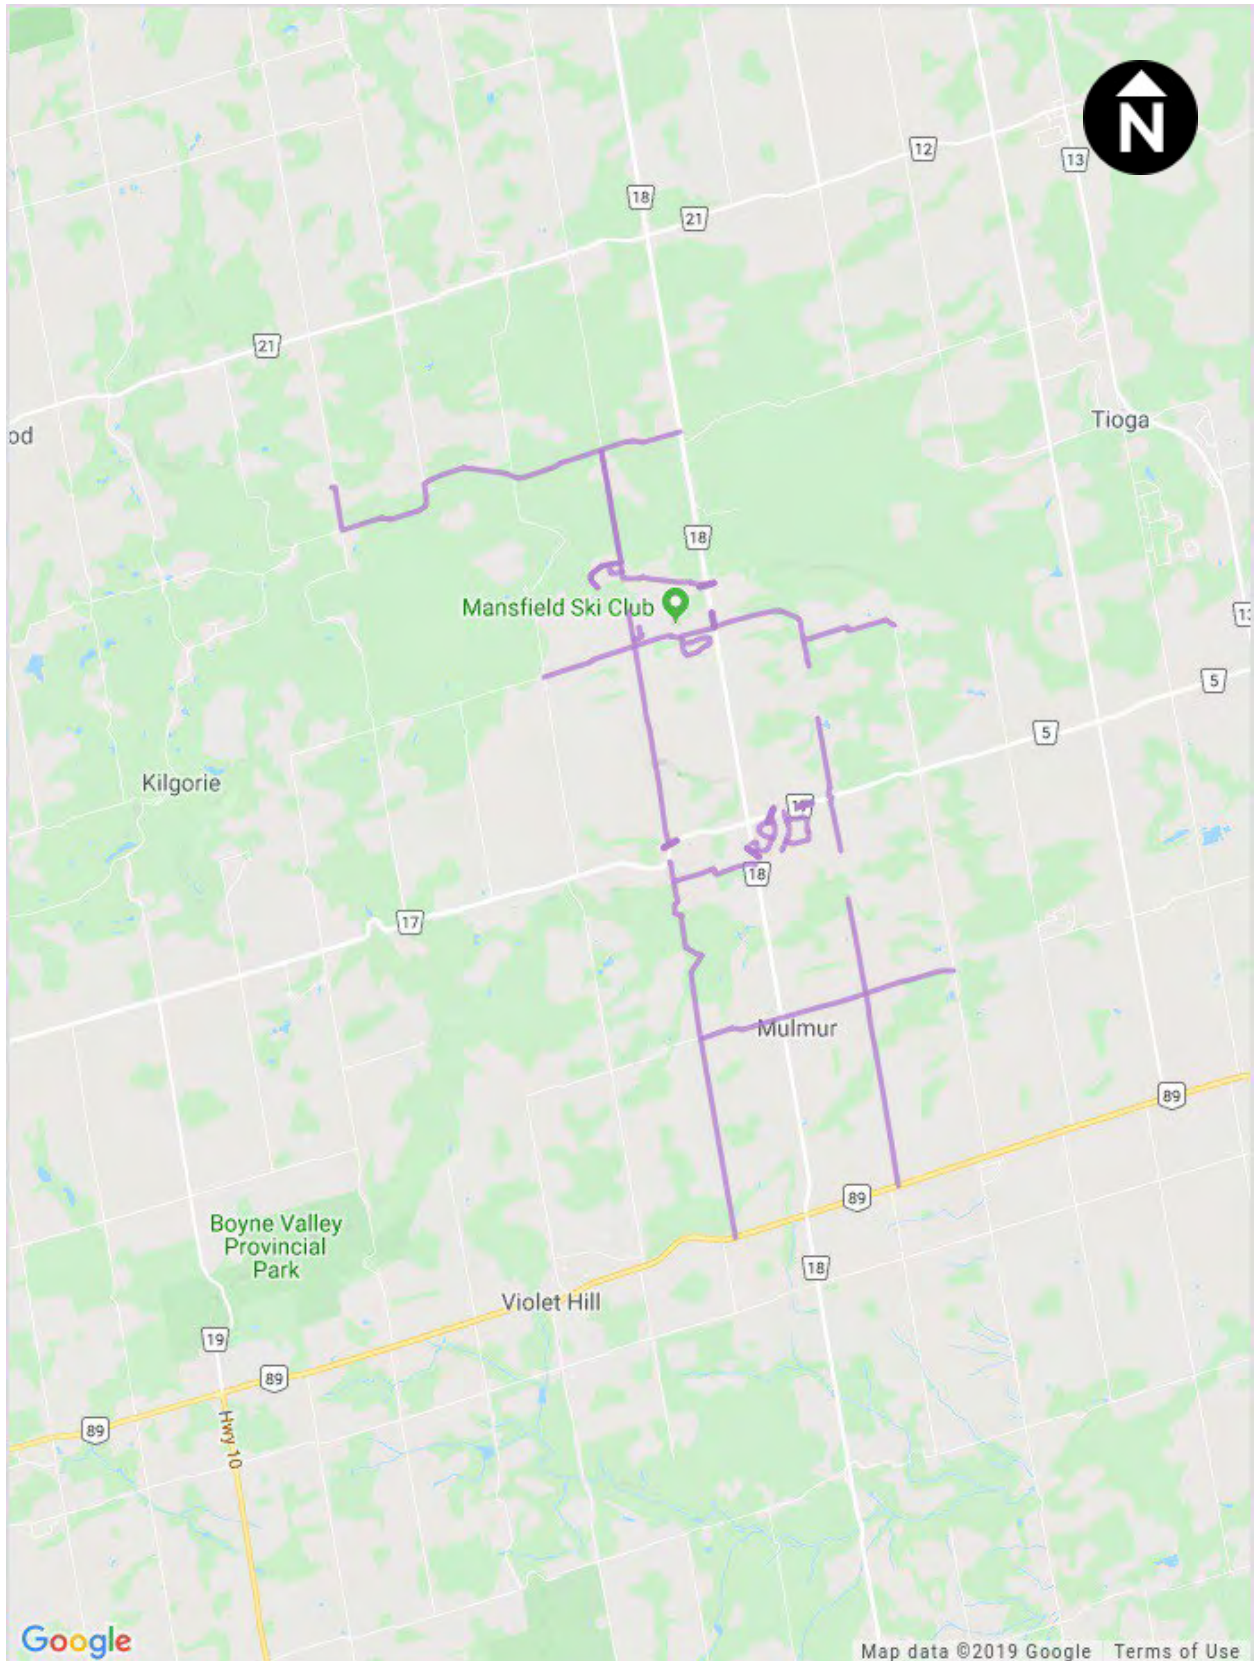 N
12
13
18
21
21
od
Tioga
18
Mansfield Ski Club
13
5
5
Kilgorie
18
17
Mulmur
89
89
Boyne Valley
Provincial
Park
18
Violet Hill
19
89
Hwy 10
89
Google
Map data ©2019 Google
Terms of Use